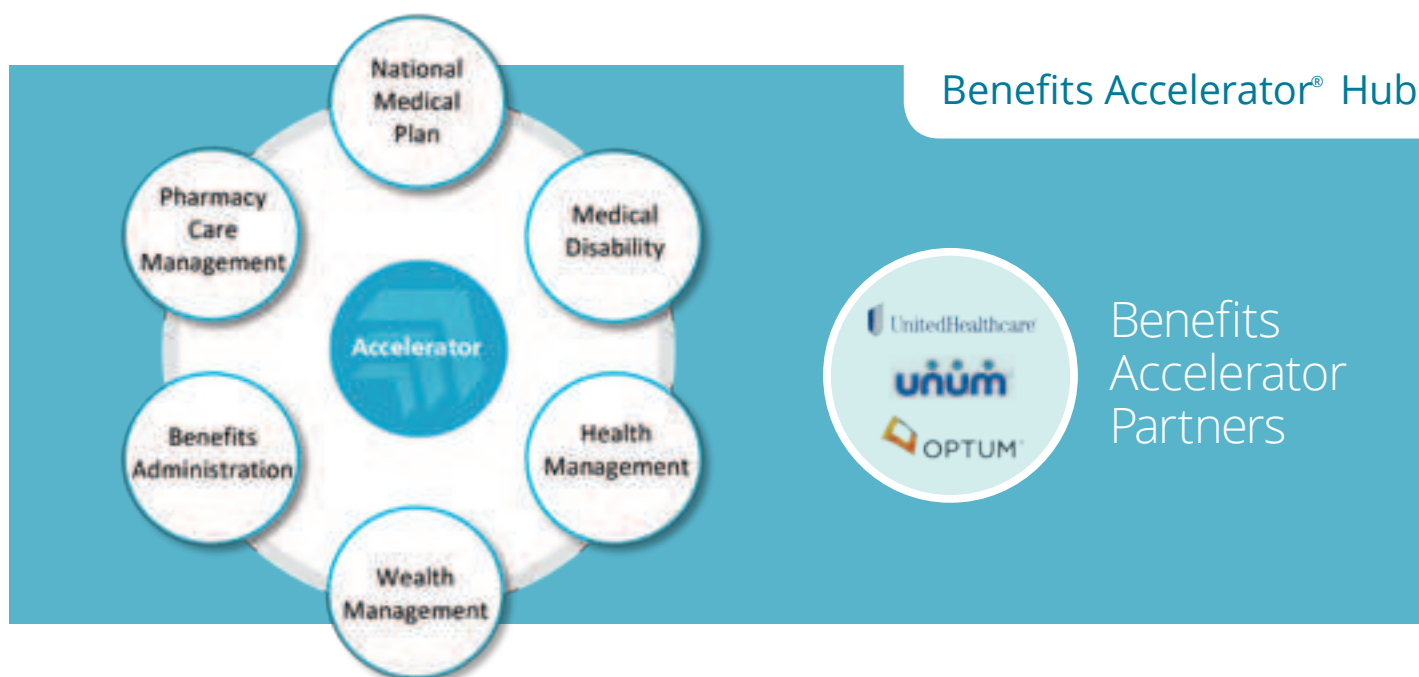 National
Medical
Plan
Pharmacy
Care
Management
Medical
Disability
Accelerator
Benefits
Administration
Health
Management
Wealth
Management
Benefits Accelerator® Hub
UnitedHealthcare
unum
OPTUM
Benefits
Accelerator
Partners